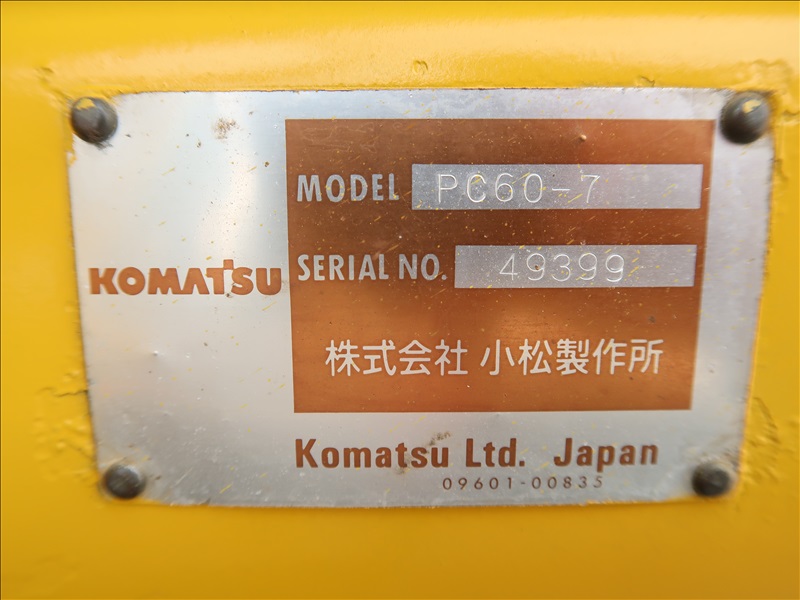 MODEL PC60-7
SERIAL NO. 49399
KOMATSU
株式会社 小松製作所
Komatsu Ltd. Japan
09601-00835